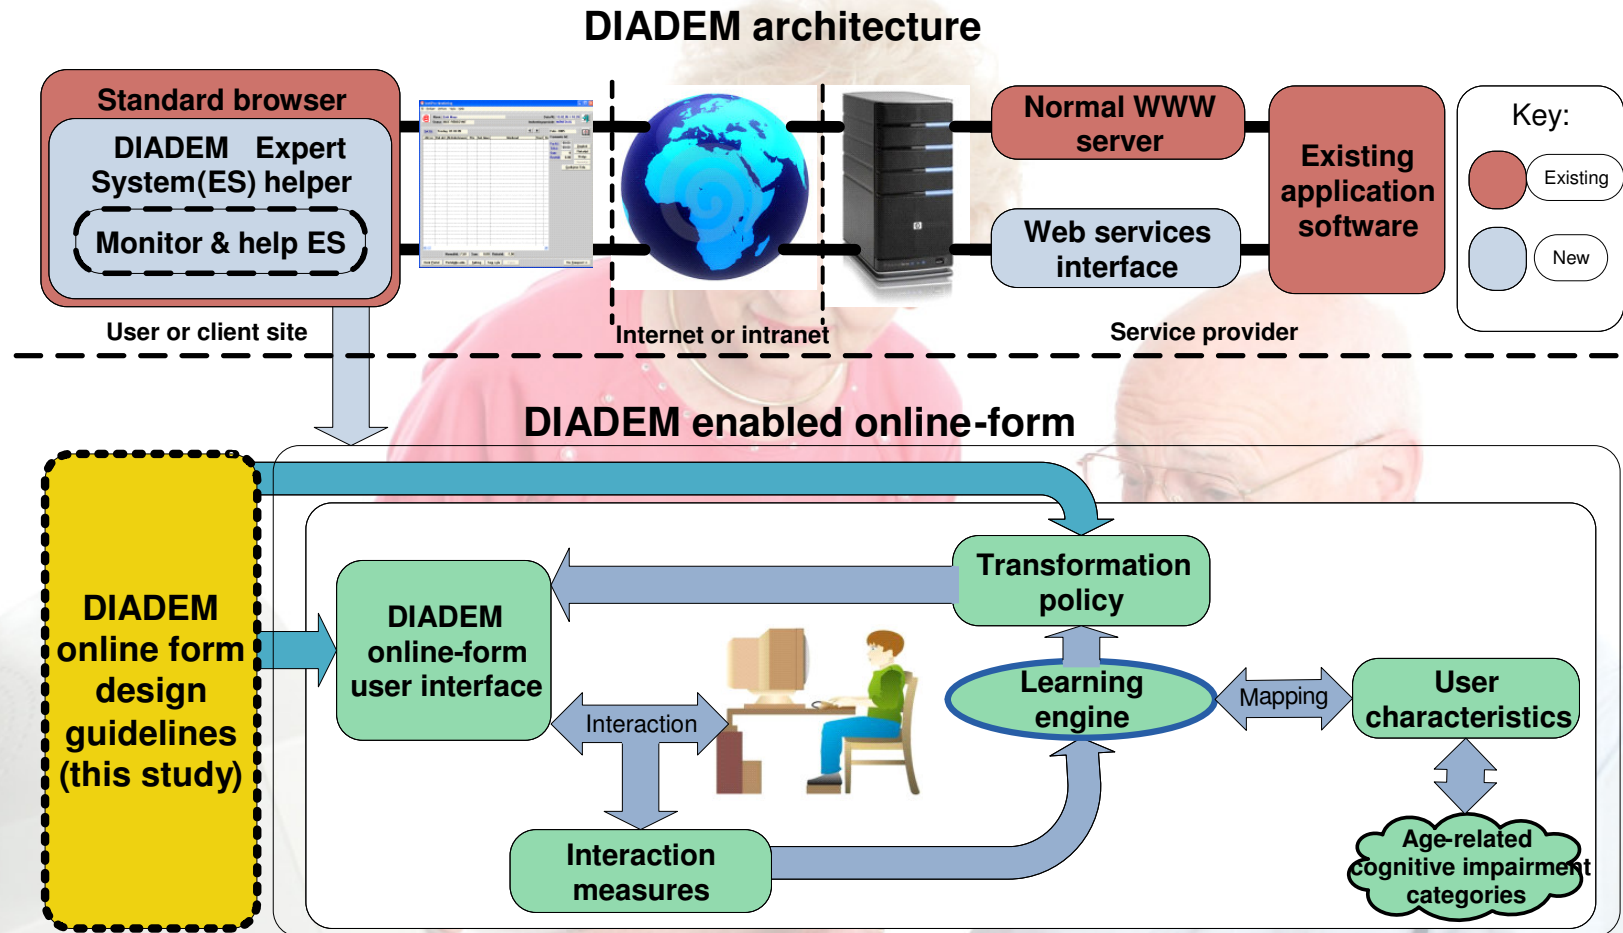 DIADEM architecture
Standard browser
DIADEM Expert
System(ES) helper
Monitor & help ES
Normal WWW
server
Web services
interface
Existing
application
software
Key:
Existing
New
User or client site
Internet or intranet
Service provider
DIADEM enabled online-form
DIADEM
online form
design
guidelines
(this study)
DIADEM
online-form
user interface
Transformation
policy
Interaction
Learning
engine
Mapping
User
characteristics
Interaction
measures
Age-related
cognitive impairment
categories